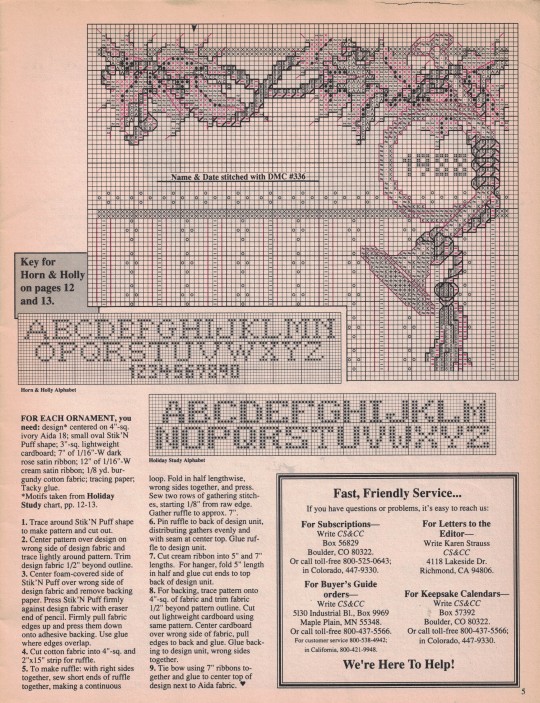 Name & Date stitched with DMC #336
Key for
Horn & Holly
on pages 12
and 13.
ABCDEFGHIJKLMN
OPQRSTUVWXYZ
1234567890
Horn & Holly Alphabet
ABCDEFGHIJKLM
NOPQRSTUVWXYZ
Holiday Study Alphabet
FOR EACH ORNAMENT, you
need: design* centered on 4"-sq.
ivory Aida 18; small oval Stik'N
Puff shape; 3"-sq. lightweight
cardboard; 7" of 1/16"-W dark
rose satin ribbon; 12" of 1/16"-W
cream satin ribbon; 1/8 yd. bur-
gundy cotton fabric; tracing paper;
Tacky glue.
*Motifs taken from Holiday
Study chart, pp. 12-13.
1. Trace around Stik'N Puff shape
to make pattern and cut out.
2. Center pattern over design on
wrong side of design fabric and
trace lightly around pattern. Trim
design fabric 1/2" beyond outline.
3. Center foam-covered side of
Stik'N Puff over wrong side of
design fabric and remove backing
paper. Press Stik'N Puff firmly
against design fabric with eraser
end of pencil. Firmly pull fabric
edges up and press them down
onto adhesive backing. Use glue
where edges overlap.
4. Cut cotton fabric into 4"-sq. and
2"x15" strip for ruffle.
5. To make ruffle: with right sides
together, sew short ends of ruffle
together, making a continuous
loop. Fold in half lengthwise,
wrong sides together, and press.
Sew two rows of gathering stitch-
es, starting 1/8" from raw edge.
Gather ruffle to approx. 7".
6. Pin ruffle to back of design unit,
distributing gathers evenly and
with seam at center top. Glue ruf-
fle to design unit.
7. Cut cream ribbon into 5" and 7"
lengths. For hanger, fold 5" length
in half and glue cut ends to top
back of design unit.
8. For backing, trace pattern onto
4"-sq. of fabric and trim fabric
1/2" beyond pattern outline. Cut
out lightweight cardboard using
same pattern. Center cardboard
over wrong side of fabric, pull
edges to back and glue. Glue back-
ing to design unit, wrong sides
together.
9. Tie bow using 7" ribbons to-
gether and glue to center top of
design next to Aida fabric.
Fast, Friendly Service...
If you have questions or problems, it's easy to reach us:
For Subscriptions—
Write CS&CC
Box 56829
Boulder, CO 80322.
Or call toll-free 800-525-0643;
in Colorado, 447-9330.
For Buyer's Guide
orders—
Write CS&CC
5130 Industrial Bl., Box 9969
Maple Plain, MN 55348.
Or call toll-free 800-437-5566.
For customer service 800-538-4942;
in California, 800-421-9948.
For Letters to the
Editor—
Write Karen Strauss
CS&CC
4118 Lakeside Dr.
Richmond, CA 94806.
For Keepsake Calendars—
Write CS&CC
Box 57392
Boulder, CO 80322.
Or call toll-free 800-437-5566;
in Colorado, 447-9330.
We're Here To Help!
5